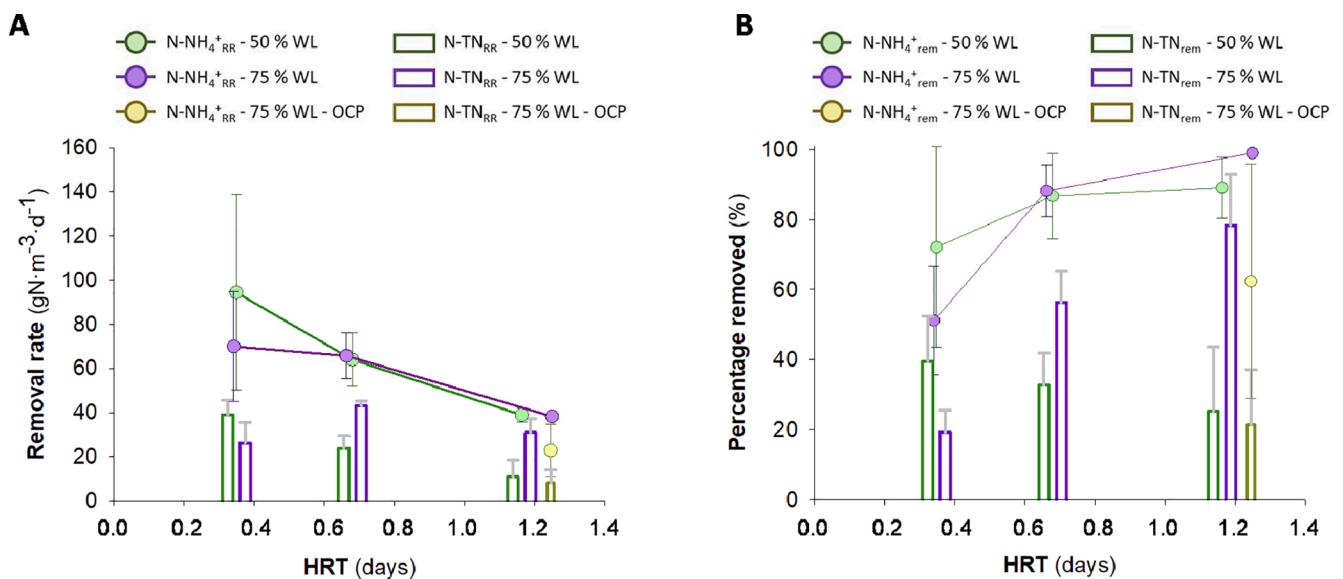 A
N-NH₄⁺RR - 50 % WL
N-TNRR - 50 % WL
N-NH₄⁺RR - 75 % WL
N-TNRR - 75 % WL
N-NH₄⁺RR - 75 % WL - OCP
N-TNRR - 75 % WL - OCP
Removal rate (gN·m⁻³·d⁻¹)
160
140
120
100
80
60
40
20
0
0.0 0.2 0.4 0.6 0.8 1.0 1.2 1.4
HRT (days)
B
N-NH₄⁺rem - 50 % WL
N-TNrem - 50 % WL
N-NH₄⁺rem - 75 % WL
N-TNrem - 75 % WL
N-NH₄⁺rem - 75 % WL - OCP
N-TNrem - 75 % WL - OCP
Percentage removed (%)
100
80
60
40
20
0
0.0 0.2 0.4 0.6 0.8 1.0 1.2 1.4
HRT (days)